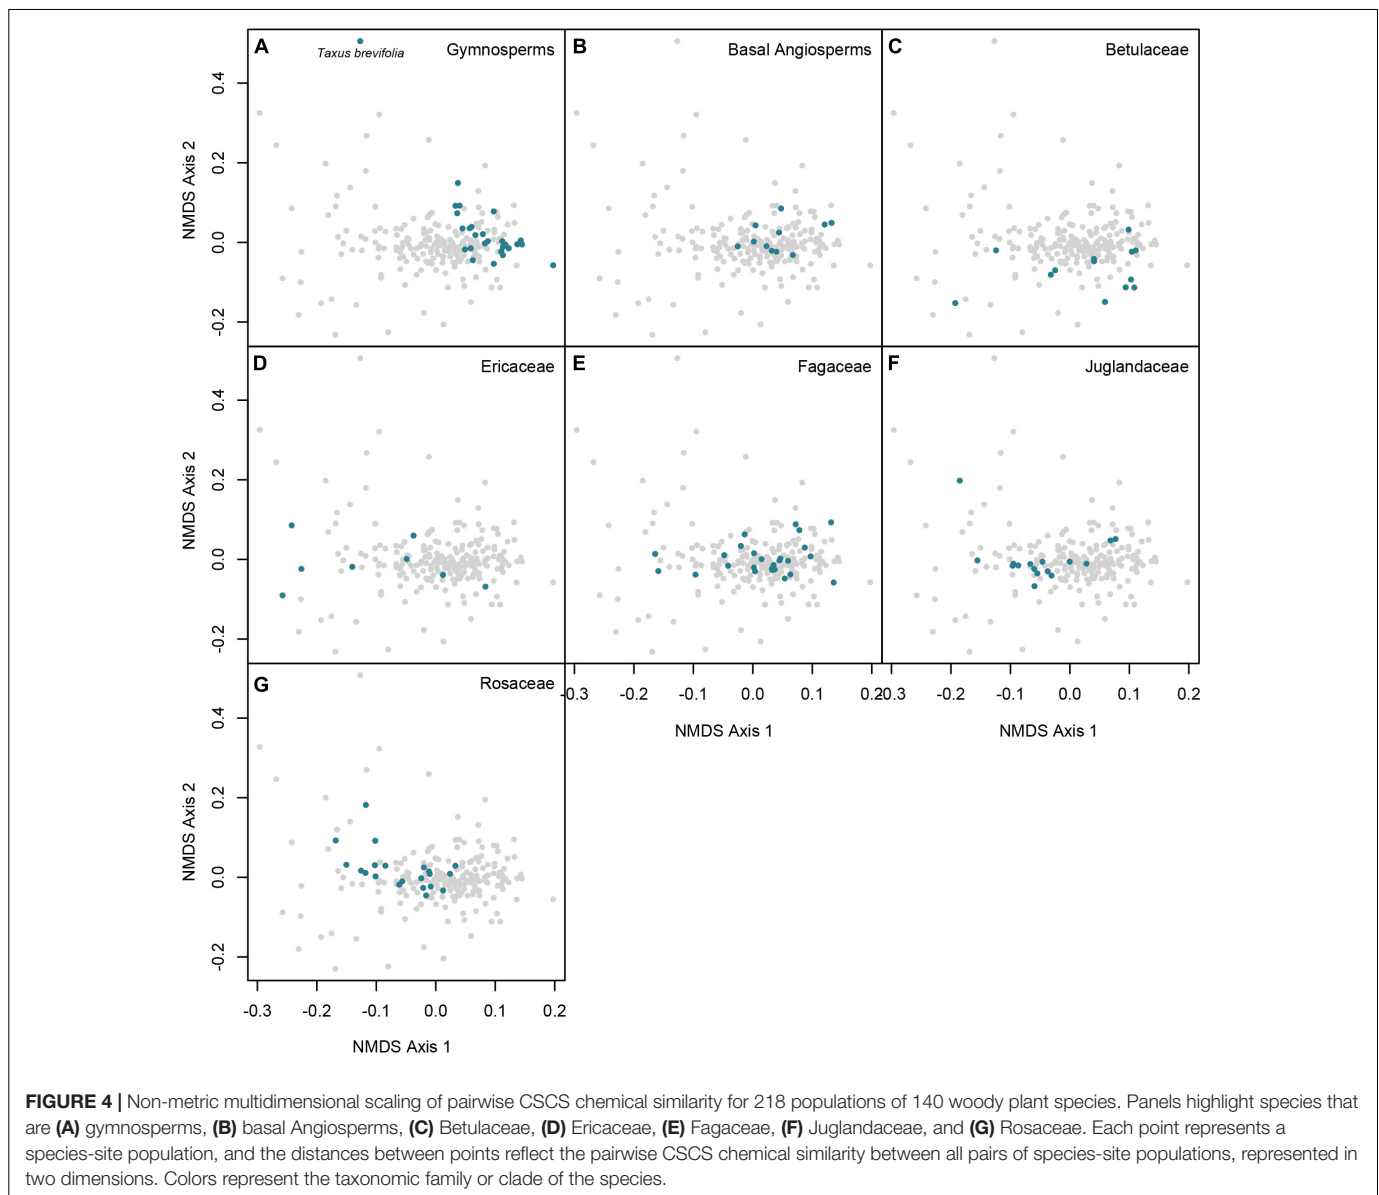 A
Taxus brevifolia
Gymnosperms
B
Basal Angiosperms
C
Betulaceae
NMDS Axis 2
0.4
0.2
0.0
-0.2
D
Ericaceae
E
Fagaceae
F
Juglandaceae
NMDS Axis 2
0.4
0.2
0.0
-0.2
G
Rosaceae
-0.3 -0.2 -0.1 0.0 0.1 0.2
NMDS Axis 1
0.3 -0.2 -0.1 0.0 0.1 0.2
NMDS Axis 1
NMDS Axis 2
0.4
0.2
0.0
-0.2
-0.3 -0.2 -0.1 0.0 0.1 0.2
NMDS Axis 1
FIGURE 4 | Non-metric multidimensional scaling of pairwise CSCS chemical similarity for 218 populations of 140 woody plant species. Panels highlight species that
are (A) gymnosperms, (B) basal Angiosperms, (C) Betulaceae, (D) Ericaceae, (E) Fagaceae, (F) Juglandaceae, and (G) Rosaceae. Each point represents a
species-site population, and the distances between points reflect the pairwise CSCS chemical similarity between all pairs of species-site populations, represented in
two dimensions. Colors represent the taxonomic family or clade of the species.